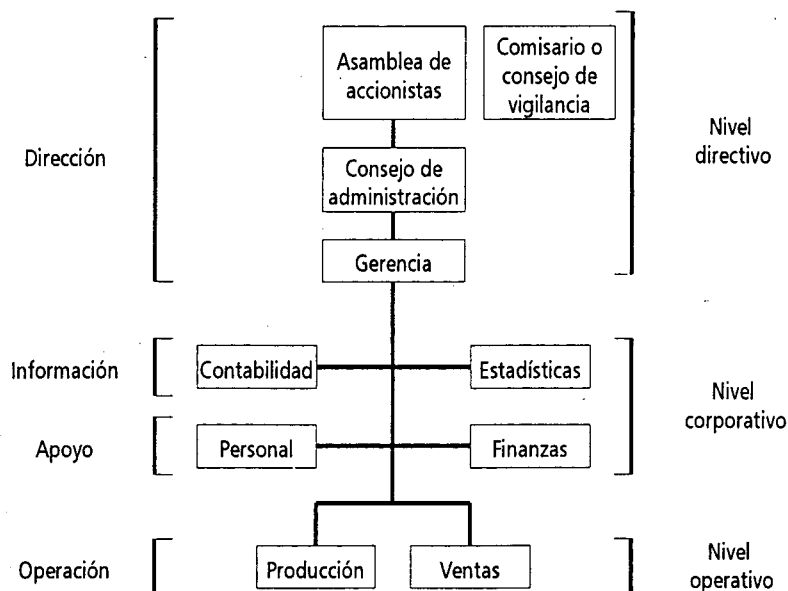 Asamblea de
accionistas
Comisario o
consejo de
vigilancia
Dirección
Nivel
directivo
Consejo de
administración
Gerencia
Información
Contabilidad
Estadísticas
Nivel
corporativo
Apoyo
Personal
Finanzas
Operación
Producción
Ventas
Nivel
operativo